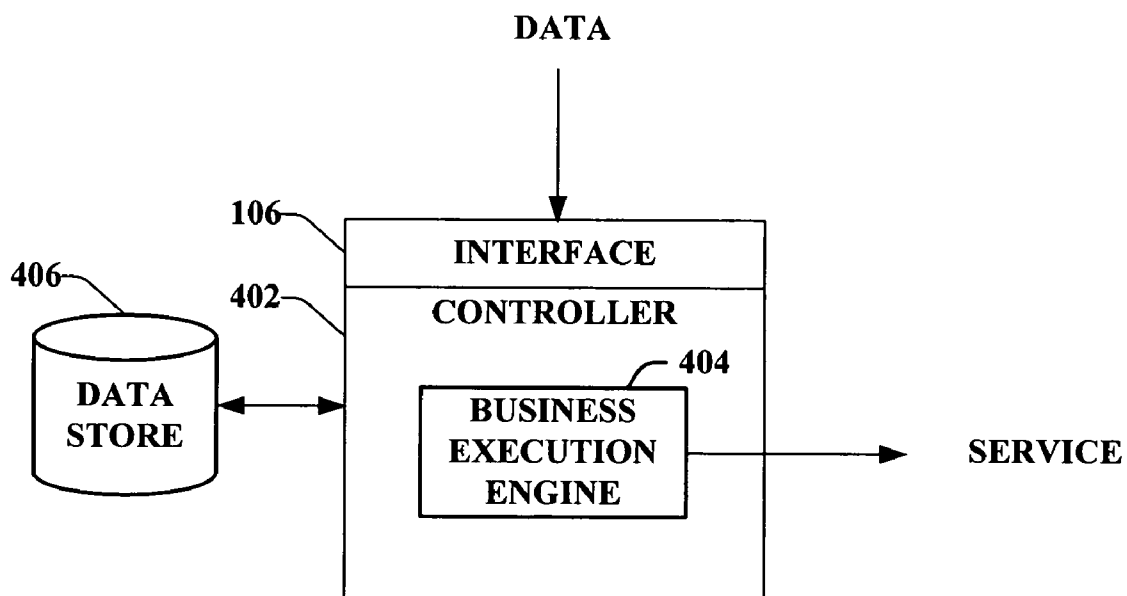 DATA
106
INTERFACE
406
402
CONTROLLER
404
DATA
STORE
BUSINESS
EXECUTION
ENGINE
SERVICE